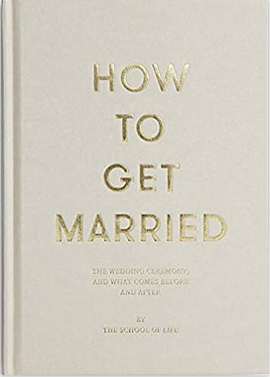 HOW
TO
GET
MARRIED
THE WEDDING CEREMONY;
AND WHAT COMES BEFORE
AND AFTER
BY
THE SCHOOL OF LIFE